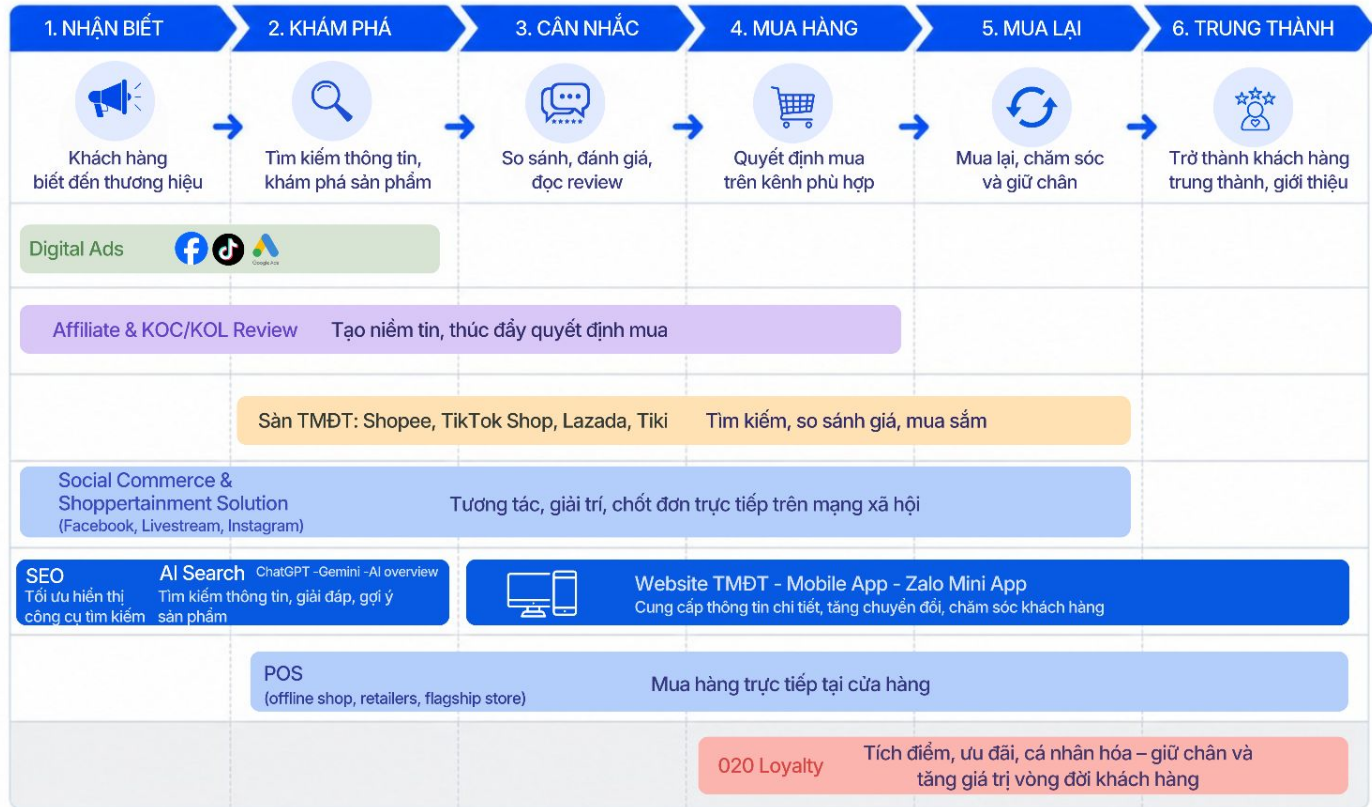 1. NHẬN BIẾT
2. KHÁM PHÁ
3. CÂN NHẮC
4. MUA HÀNG
5. MUA LẠI
6. TRUNG THÀNH
Khách hàng
biết đến thương hiệu
Tìm kiếm thông tin,
khám phá sản phẩm
So sánh, đánh giá,
đọc review
Quyết định mua
trên kênh phù hợp
Mua lại, chăm sóc
và giữ chân
Trở thành khách hàng
trung thành, giới thiệu
Digital Ads
Google Ads
Affiliate & KOC/KOL Review
Tạo niềm tin, thúc đẩy quyết định mua
Sàn TMĐT: Shopee, TikTok Shop, Lazada, Tiki
Tìm kiếm, so sánh giá, mua sắm
Social Commerce &
Shoppertainment Solution
(Facebook, Livestream, Instagram)
Tương tác, giải trí, chốt đơn trực tiếp trên mạng xã hội
SEO
Tối ưu hiển thị
công cụ tìm kiếm
AI Search ChatGPT -Gemini -AI overview
Tìm kiếm thông tin, giải đáp, gợi ý
sản phẩm
Website TMĐT - Mobile App - Zalo Mini App
Cung cấp thông tin chi tiết, tăng chuyển đổi, chăm sóc khách hàng
POS
(offline shop, retailers, flagship store)
Mua hàng trực tiếp tại cửa hàng
020 Loyalty
Tích điểm, ưu đãi, cá nhân hóa – giữ chân và
tăng giá trị vòng đời khách hàng